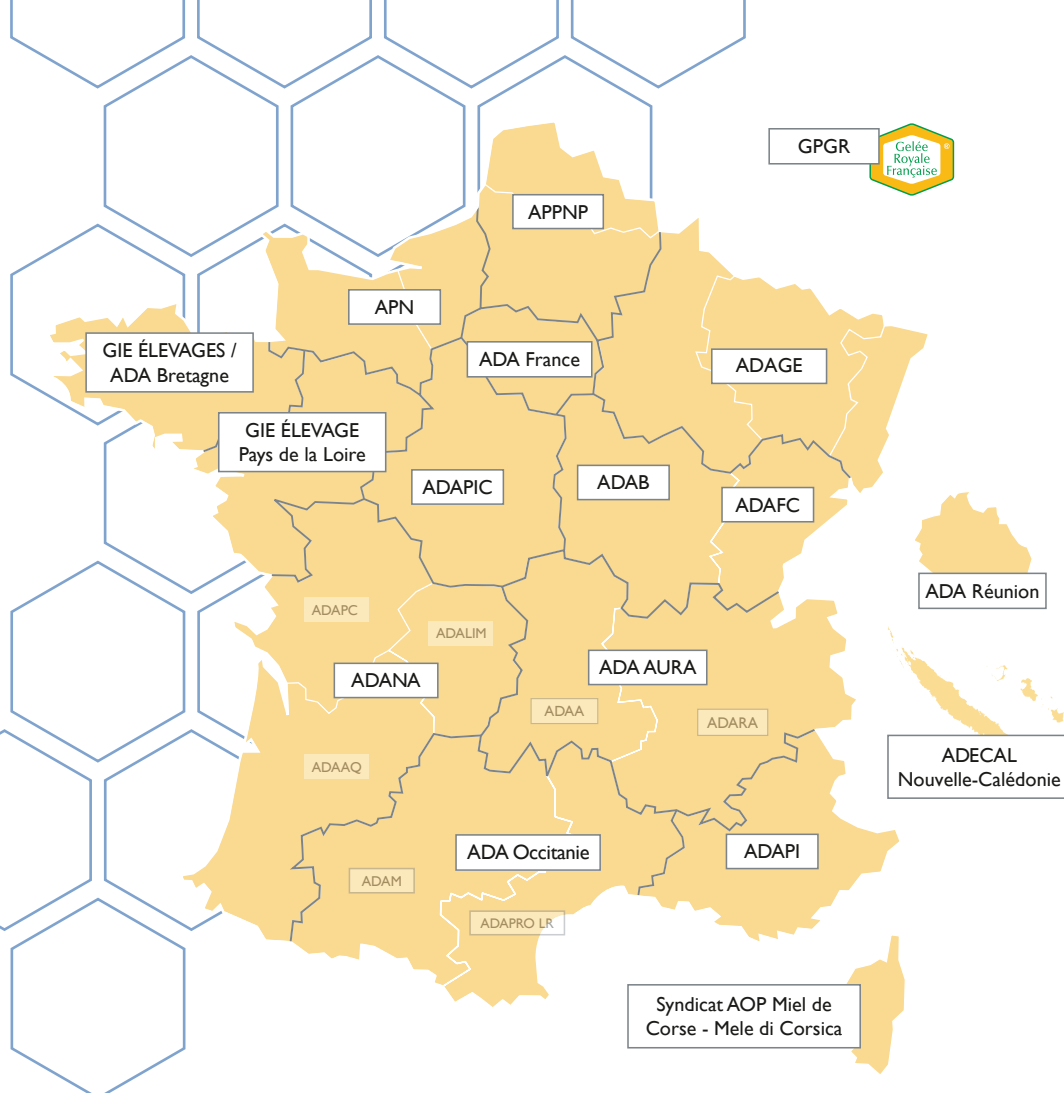 GPGR
Gelée
Royale
Française
®
APPNP
APN
GIE ÉLEVAGES /
ADA Bretagne
ADA France
ADAGE
GIE ÉLEVAGE
Pays de la Loire
ADAPIC
ADAB
ADAFC
ADA Réunion
ADAPC
ADALIM
ADANA
ADA AURA
ADAA
ADARA
ADECAL
Nouvelle-Calédonie
ADAAQ
ADA Occitanie
ADAPI
ADAM
ADAPRO LR
Syndicat AOP Miel de
Corse - Mele di Corsica